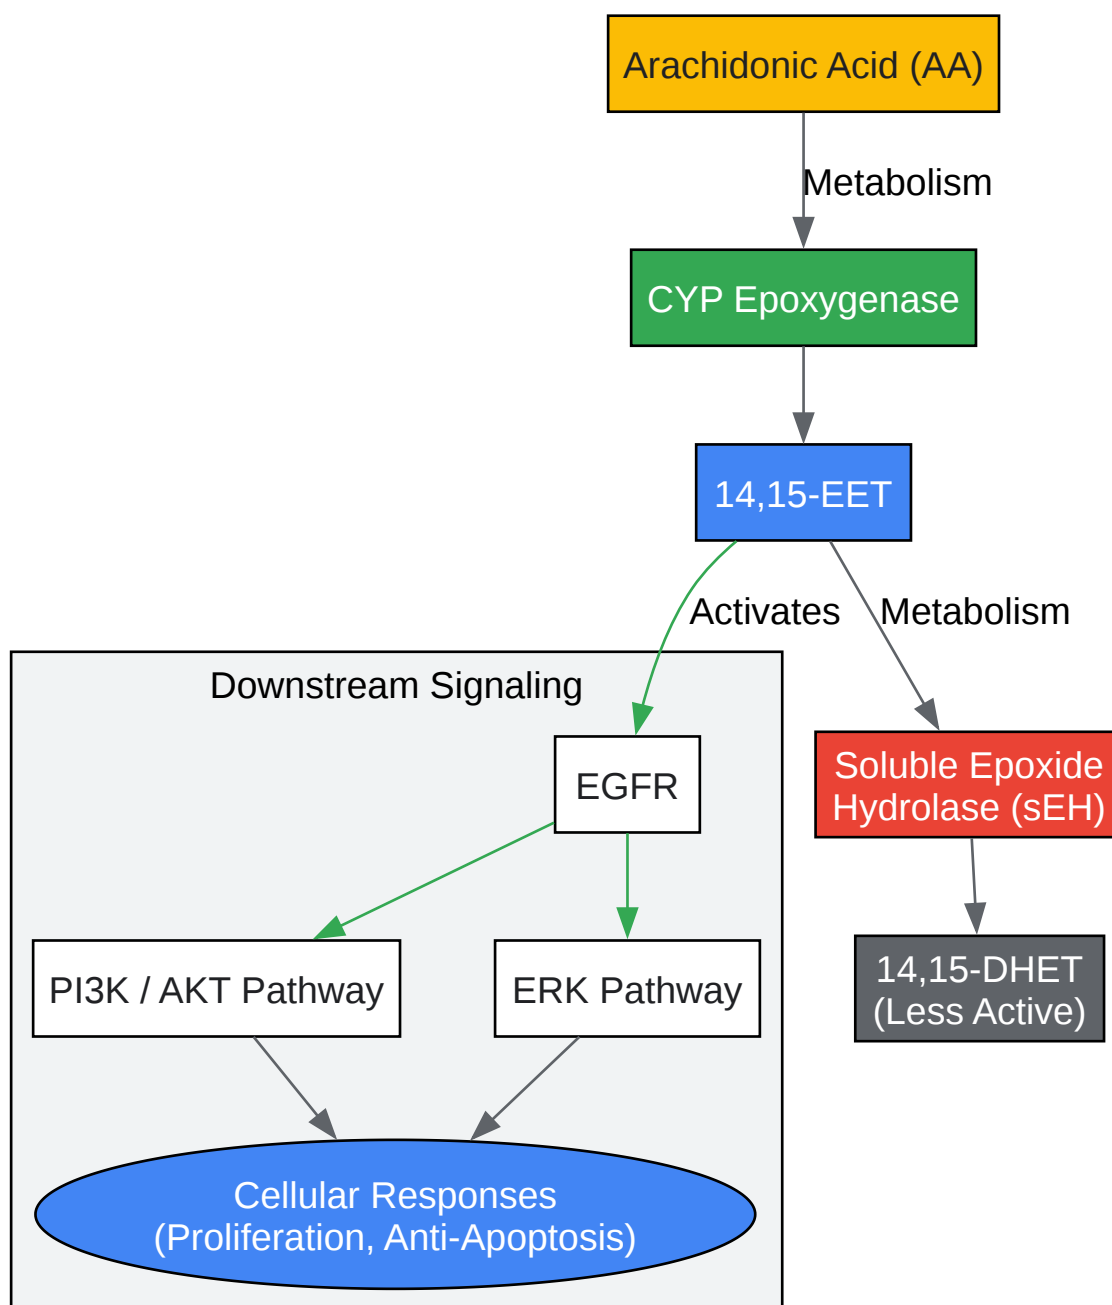 Arachidonic Acid (AA)
Metabolism
CYP Epoxygenase
14,15-EET
Activates
Metabolism
Downstream Signaling
EGFR
Soluble Epoxide
Hydrolase (sEH)
PI3K / AKT Pathway
ERK Pathway
14,15-DHET
(Less Active)
Cellular Responses
(Proliferation, Anti-Apoptosis)